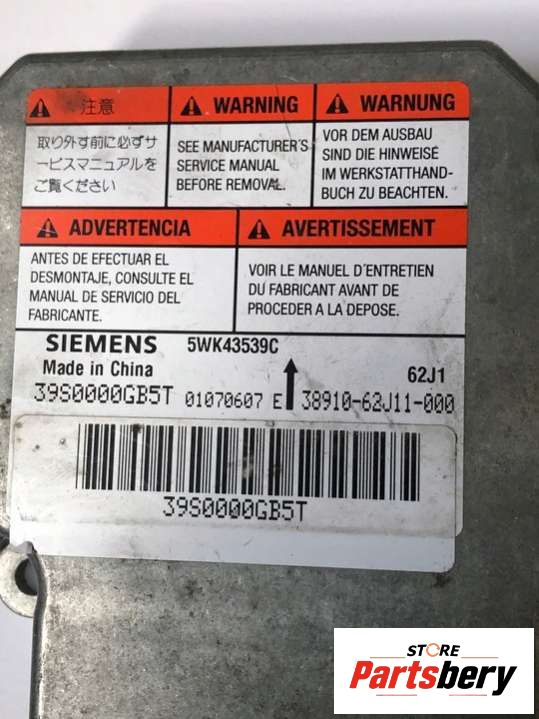 注意
取り外す前に必ずサ
ービスマニュアルを
ご覧ください
WARNING
SEE MANUFACTURER'S
SERVICE MANUAL
BEFORE REMOVAL.
WARNUNG
VOR DEM AUSBAU
SIND DIE HINWEISE
IM WERKSTATTHAND-
BUCH ZU BEACHTEN.
ADVERTENCIA
ANTES DE EFECTUAR EL
DESMONTAJE, CONSULTE EL
MANUAL DE SERVICIO DEL
FABRICANTE.
AVERTISSEMENT
VOIR LE MANUEL D'ENTRETIEN
DU FABRICANT AVANT DE
PROCEDER A LA DEPOSE.
SIEMENS 5WK43539C
Made in China 62J1
39S0000GB5T 01070607 E 38910-62J11-000
39S0000GB5T
STORE
Partsbery